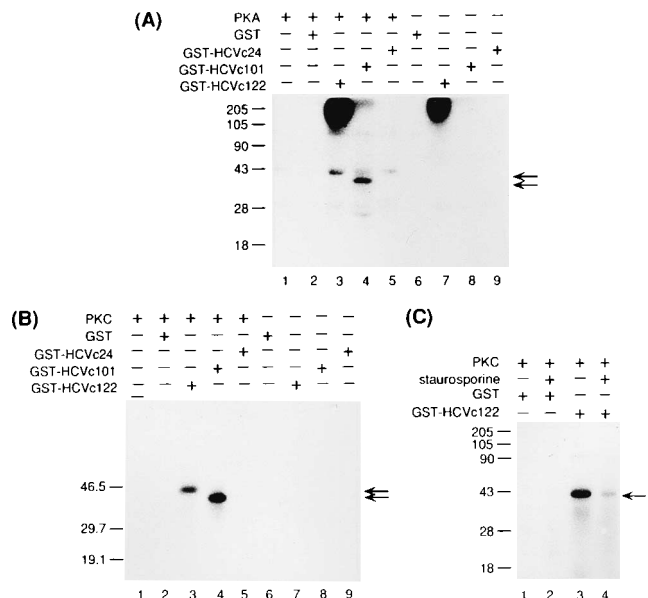 (A)
PKA + + + + + − − − −
GST − + − − − + − − −
GST-HCVc24 − − − − + − − − +
GST-HCVc101 − − − + − − − + −
GST-HCVc122 − − + − − − + − −
205
105
90
43
28
18
1 2 3 4 5 6 7 8 9
(B)
PKC + + + + + − − − −
GST − + − − − + − − −
GST-HCVc24 − − − − + − − − +
GST-HCVc101 − − − + − − − + −
GST-HCVc122 − − + − − − + − −
46.5
29.7
19.1
1 2 3 4 5 6 7 8 9
(C)
PKC + + + +
staurosporine − + − +
GST + + − −
GST-HCVc122 − − + +
205
105
90
43
28
18
1 2 3 4